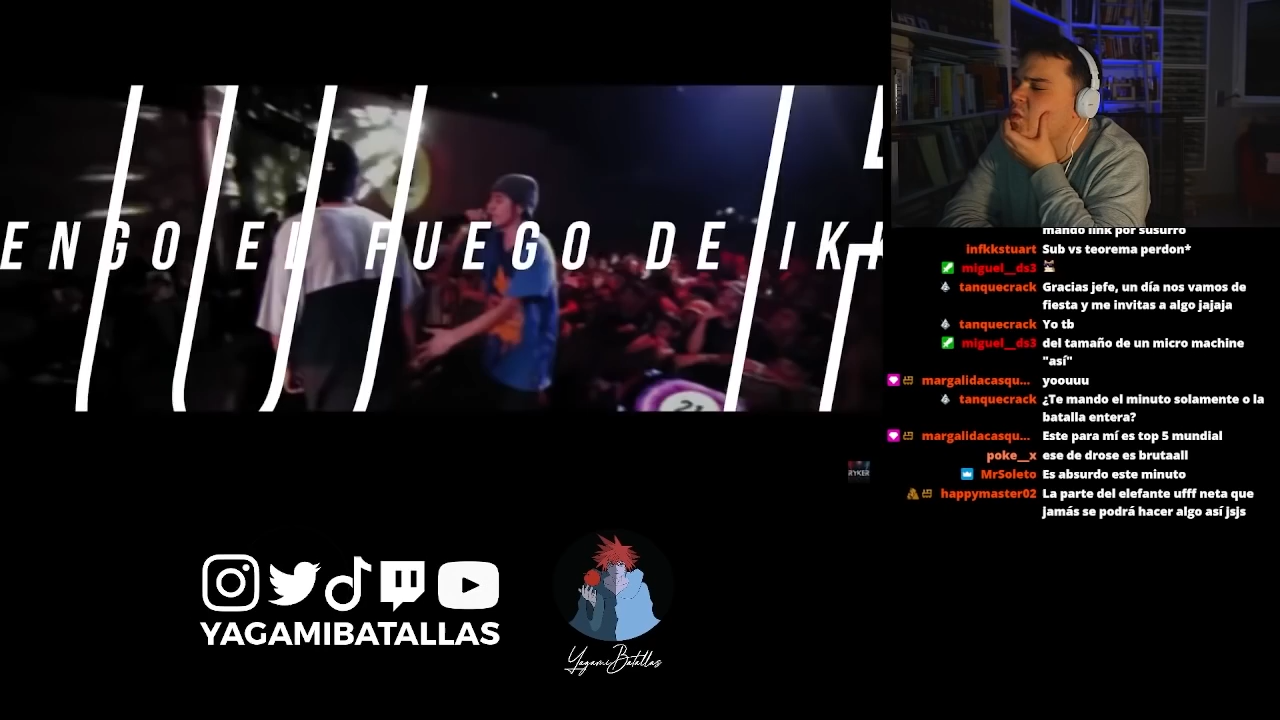 ENGO EL FUEGO DE IK
21
RYKER
YAGAMIBATALLAS
YagamiBatallas
mando link por susurro
infkkstuart Sub vs teorema perdon*
miguel__ds3
tanquecrack Gracias jefe, un día nos vamos de
fiesta y me invitas a algo jajaja
tanquecrack Yo tb
miguel__ds3 del tamaño de un micro machine
"así"
margalidacasqu... yoouuu
tanquecrack ¿Te mando el minuto solamente o la
batalla entera?
margalidacasqu... Este para mí es top 5 mundial
poke__x ese de drose es brutaall
MrSoleto Es absurdo este minuto
happymaster02 La parte del elefante ufff neta que
jamás se podrá hacer algo así jsjs